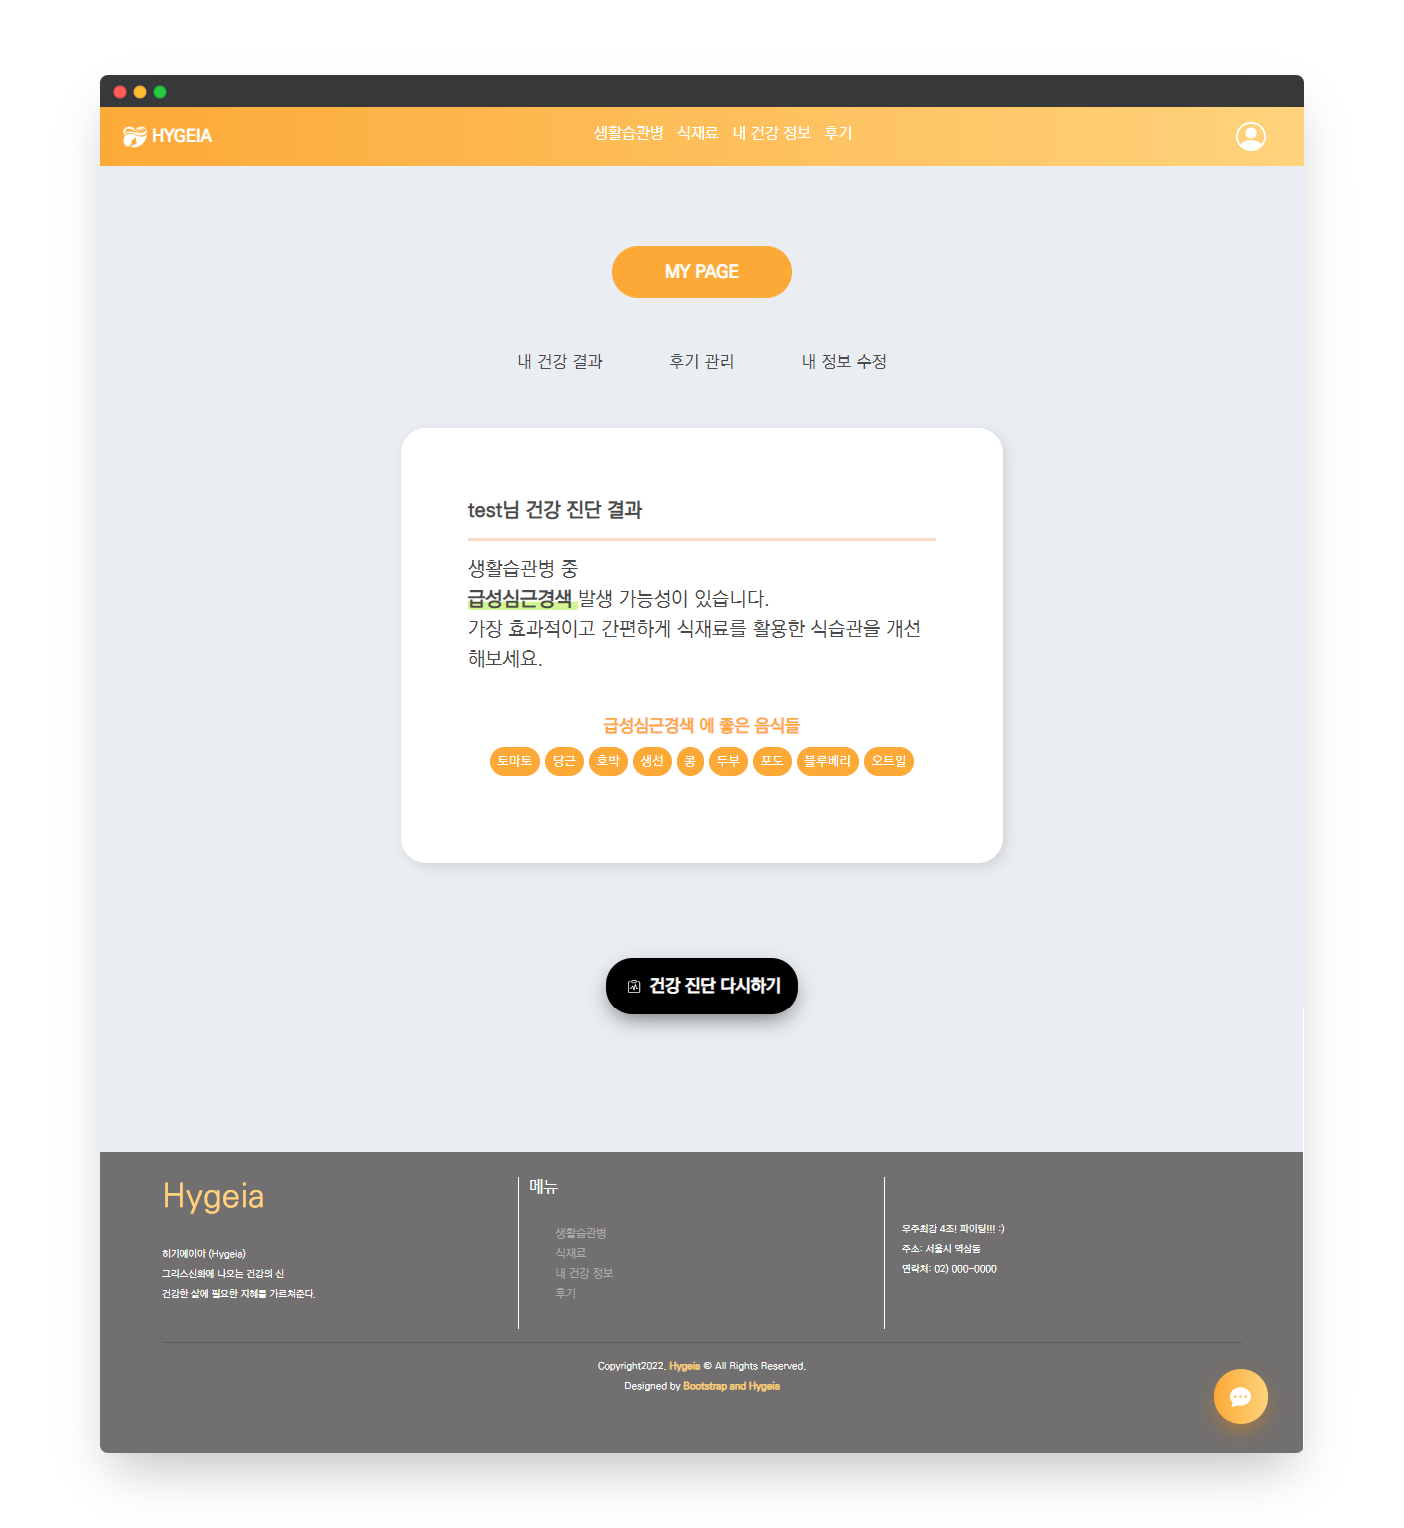 HYGEIA
생활습관병 식재료 내 건강 정보 후기
MY PAGE
내 건강 결과 후기 관리 내 정보 수정
test님 건강 진단 결과
생활습관병 중
급성심근경색 발생 가능성이 있습니다.
가장 효과적이고 간편하게 식재료를 활용한 식습관을 개선
해보세요.
급성심근경색 에 좋은 음식들
토마토 당근 호박 생선 콩 두부 포도 블루베리 오트밀
건강 진단 다시하기
Hygeia
히기에이아 (Hygeia)
그리스신화에 나오는 건강의 신
건강한 삶에 필요한 지혜를 가르쳐준다.
메뉴
생활습관병
식재료
내 건강 정보
후기
우주최강 4조! 파이팅!!! :)
주소: 서울시 역삼동
연락처: 02) 000-0000
Copyright2022. Hygeia © All Rights Reserved.
Designed by Bootstrap and Hygeia